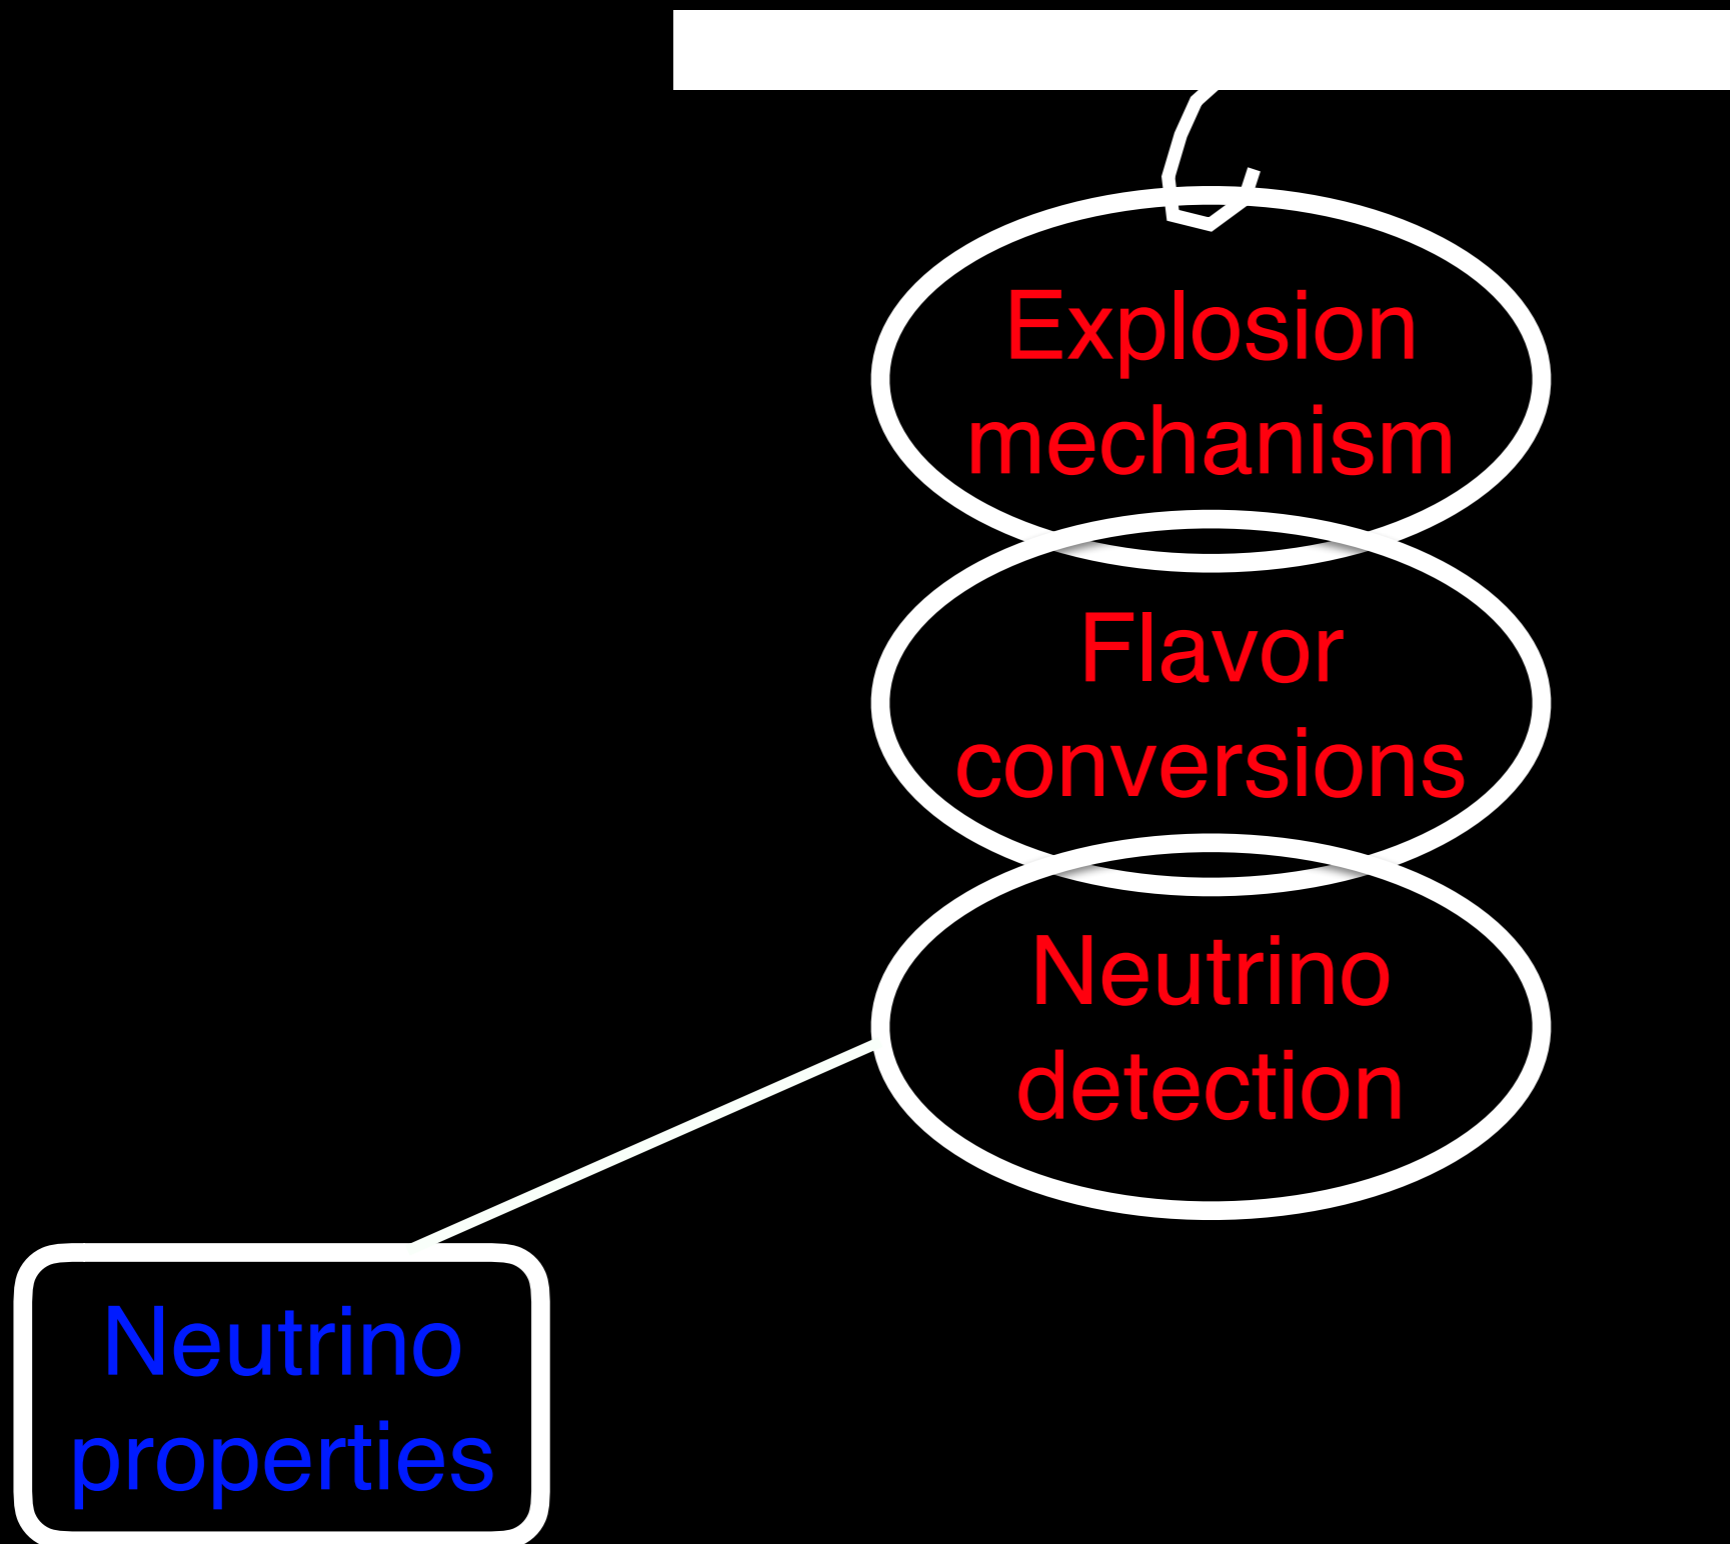 Explosion
mechanism
Flavor
conversions
Neutrino
detection
Neutrino
properties